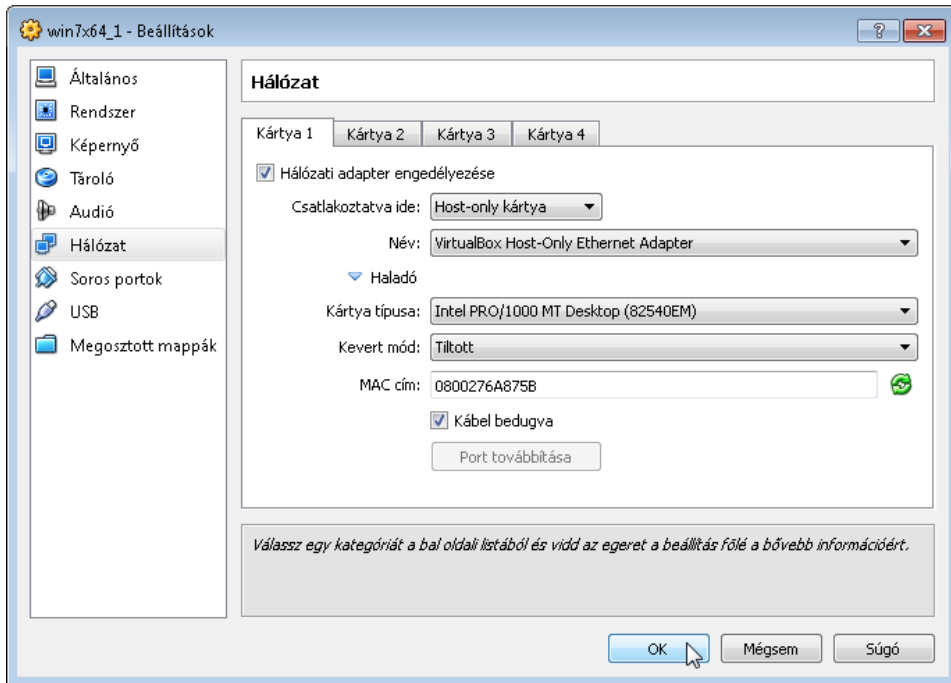 win7x64_1 - Beállítások
Általános
Rendszer
Képernyő
Tároló
Audió
Hálózat
Soros portok
USB
Megosztott mappák
Hálózat
Kártya 1 Kártya 2 Kártya 3 Kártya 4
Hálózati adapter engedélyezése
Csatlakoztatva ide: Host-only kártya
Név: VirtualBox Host-Only Ethernet Adapter
Haladó
Kártya típusa: Intel PRO/1000 MT Desktop (82540EM)
Kevert mód: Tiltott
MAC cím: 0800276A875B
Kábel bedugva
Port továbbítása
Válassz egy kategóriát a bal oldali listából és vidd az egeret a beállítás fölé a bővebb információért.
OK Mégsem Súgó